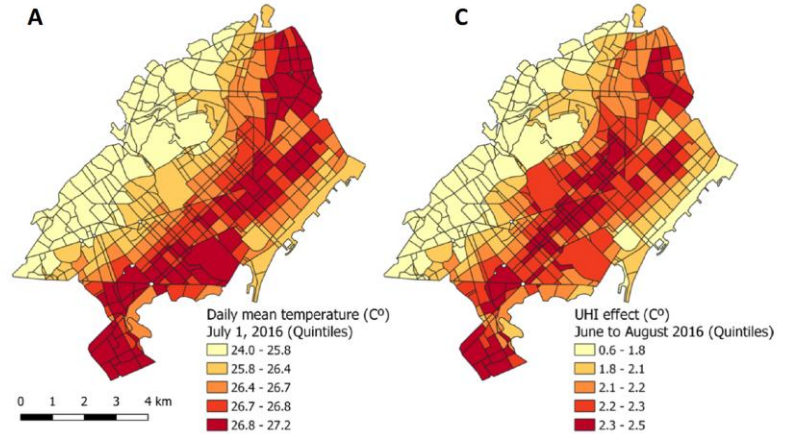 A
C
Daily mean temperature (Cº)
July 1, 2016 (Quintiles)
24.0 - 25.8
25.8 - 26.4
26.4 - 26.7
26.7 - 26.8
26.8 - 27.2
0 1 2 3 4 km
UHI effect (Cº)
June to August 2016 (Quintiles)
0.6 - 1.8
1.8 - 2.1
2.1 - 2.2
2.2 - 2.3
2.3 - 2.5